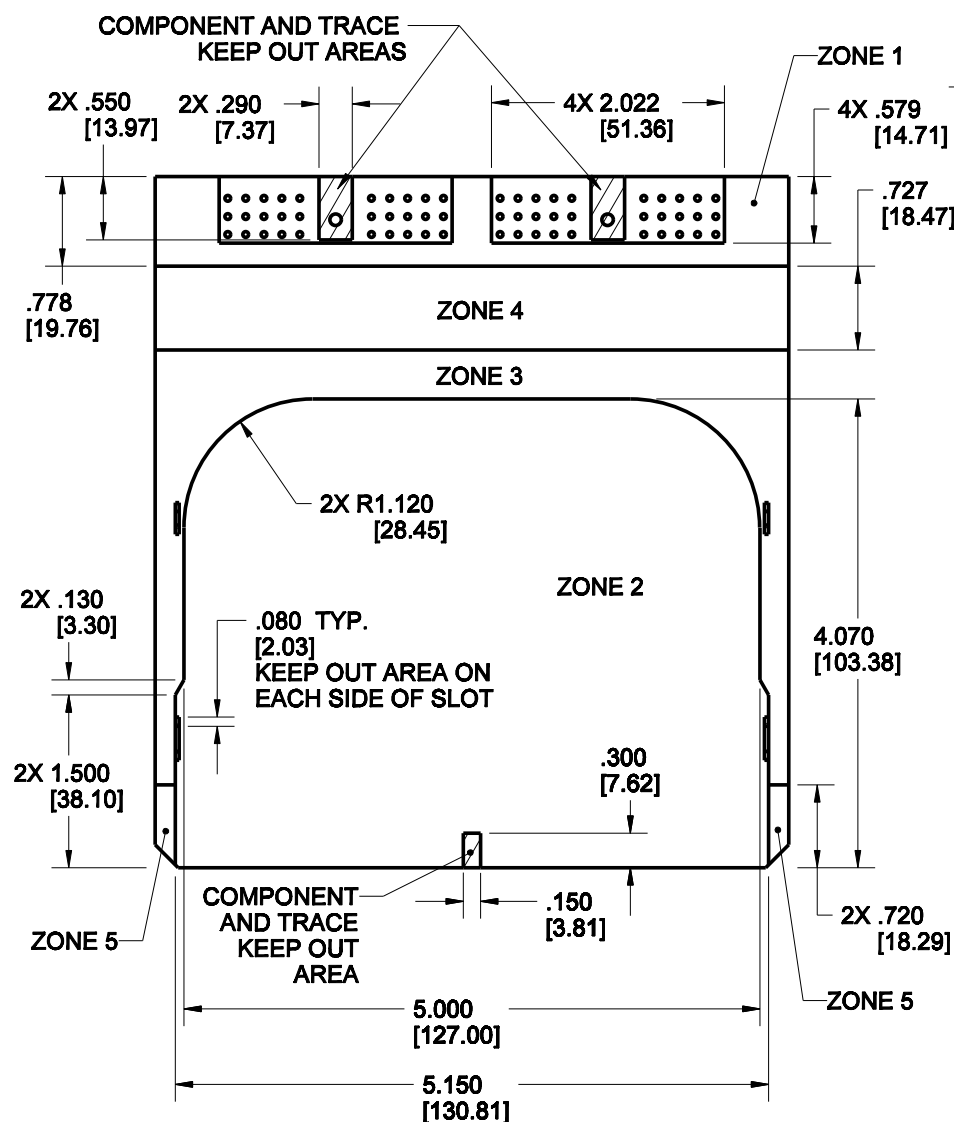 COMPONENT AND TRACE
KEEP OUT AREAS
ZONE 1
2X .550
[13.97]
2X .290
[7.37]
4X 2.022
[51.36]
4X .579
[14.71]
.727
[18.47]
.778
[19.76]
ZONE 4
ZONE 3
2X R1.120
[28.45]
ZONE 2
2X .130
[3.30]
.080 TYP.
[2.03]
KEEP OUT AREA ON
EACH SIDE OF SLOT
4.070
[103.38]
2X 1.500
[38.10]
.300
[7.62]
COMPONENT
AND TRACE
KEEP OUT
AREA
.150
[3.81]
2X .720
[18.29]
ZONE 5
ZONE 5
5.000
[127.00]
5.150
[130.81]